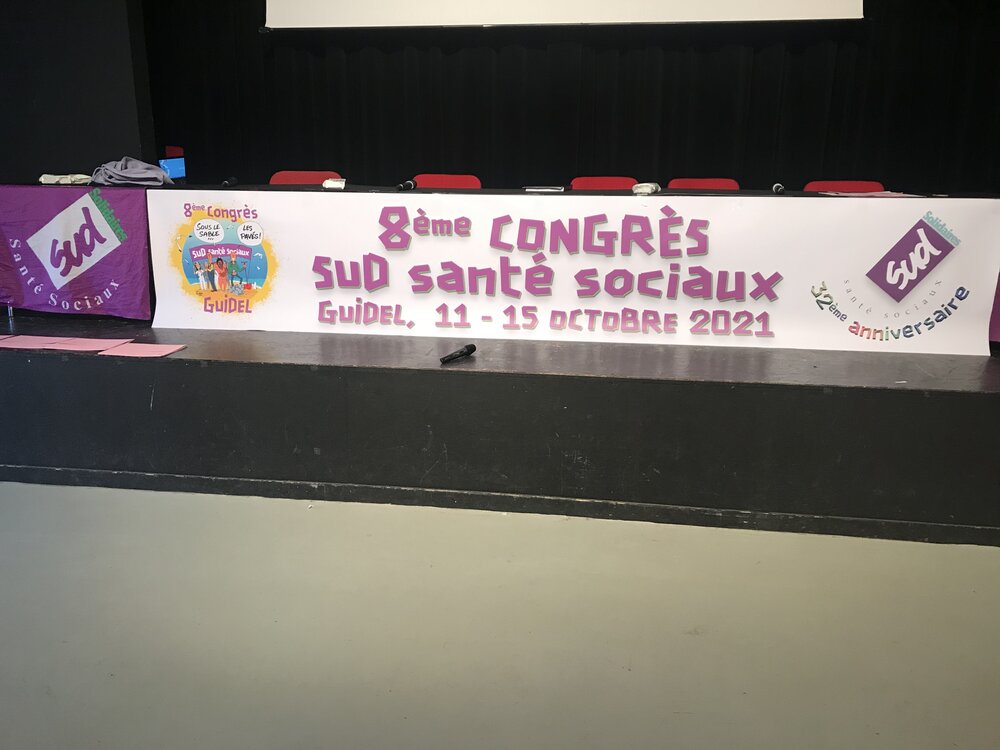 Solidaires
Sud
Santé Sociaux
8ème Congrès
SOUS LE
SABLE
...
LES
PAVÉS!
SUD santé sociaux
GUIDEL
8ème CONGRÈS
SUD santé sociaux
GUIDEL, 11 - 15 OCTOBRE 2021
Solidaires
Sud
santé sociaux
32ème anniversaire